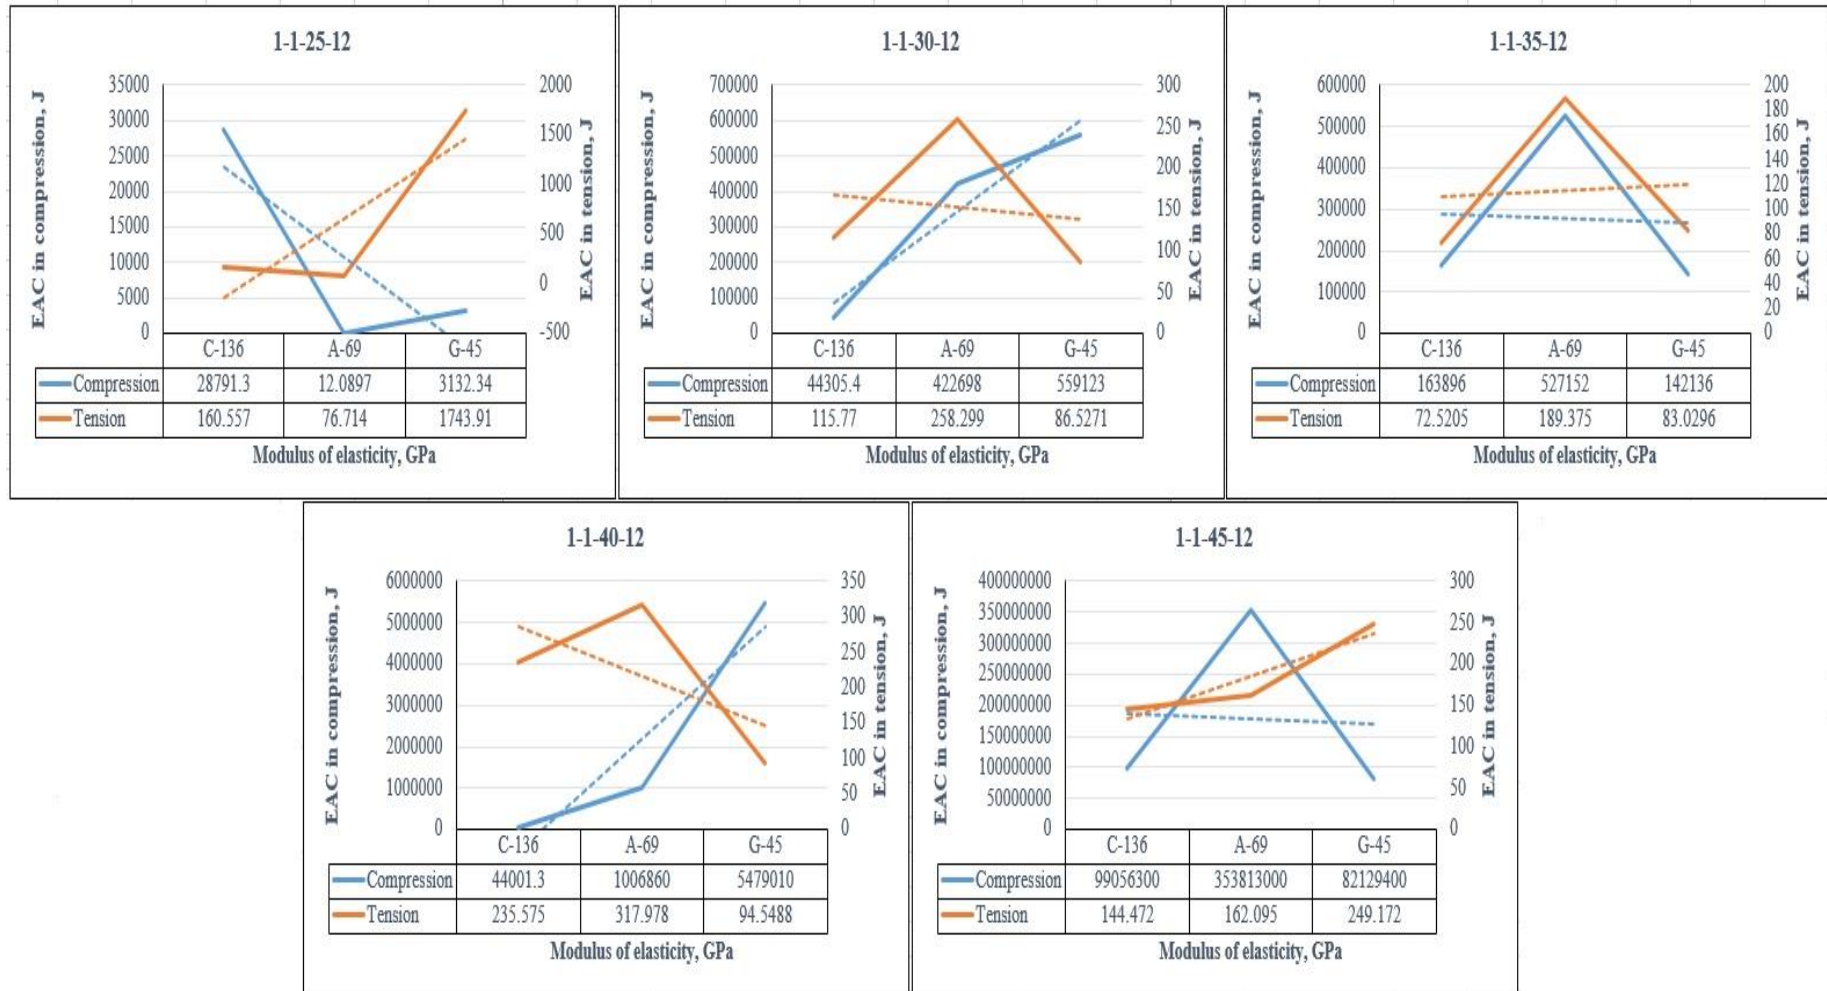 1-1-25-12
EAC in compression, J
35000
30000
25000
20000
15000
10000
5000
0
2000
1500
1000
500
0
-500
EAC in tension, J
C-136 A-69 G-45
Compression 28791.3 12.0897 3132.34
Tension 160.557 76.714 1743.91
Modulus of elasticity, GPa
1-1-30-12
EAC in compression, J
700000
600000
500000
400000
300000
200000
100000
0
300
250
200
150
100
50
0
EAC in tension, J
C-136 A-69 G-45
Compression 44305.4 422698 559123
Tension 115.77 258.299 86.5271
Modulus of elasticity, GPa
1-1-35-12
EAC in compression, J
600000
500000
400000
300000
200000
100000
0
200
180
160
140
120
100
80
60
40
20
0
EAC in tension, J
C-136 A-69 G-45
Compression 163896 527152 142136
Tension 72.5205 189.375 83.0296
Modulus of elasticity, GPa
1-1-40-12
EAC in compression, J
6000000
5000000
4000000
3000000
2000000
1000000
0
350
300
250
200
150
100
50
0
EAC in tension, J
C-136 A-69 G-45
Compression 44001.3 1006860 5479010
Tension 235.575 317.978 94.5488
Modulus of elasticity, GPa
1-1-45-12
EAC in compression, J
400000000
350000000
300000000
250000000
200000000
150000000
100000000
50000000
0
300
250
200
150
100
50
0
EAC in tension, J
C-136 A-69 G-45
Compression 99056300 353813000 82129400
Tension 144.472 162.095 249.172
Modulus of elasticity, GPa